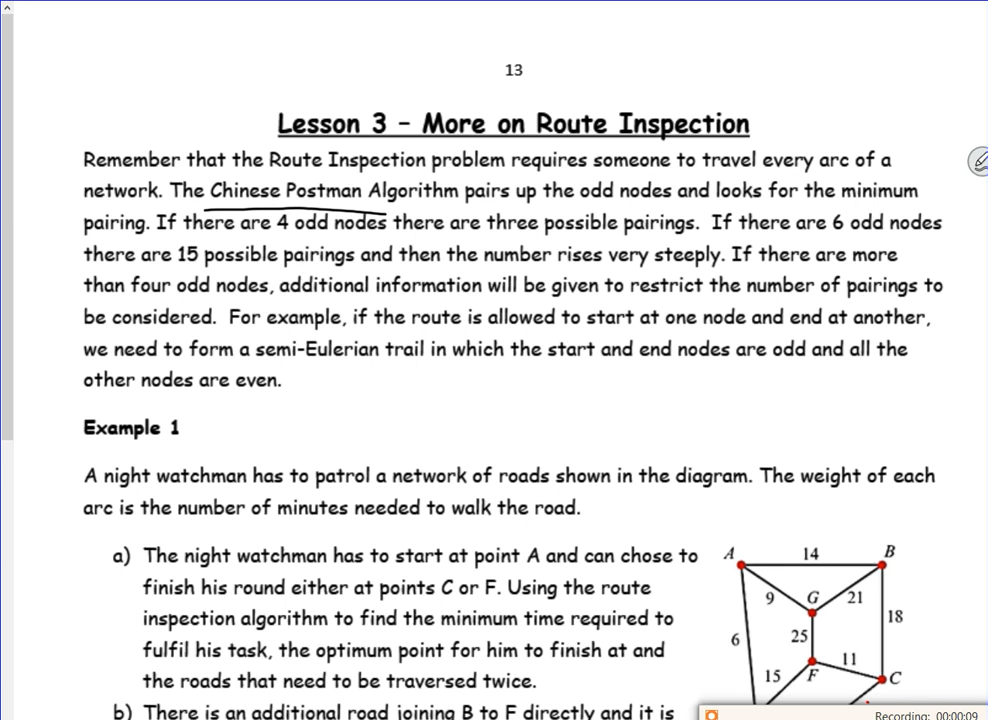 13
Lesson 3 – More on Route Inspection
Remember that the Route Inspection problem requires someone to travel every arc of a
network. The Chinese Postman Algorithm pairs up the odd nodes and looks for the minimum
pairing. If there are 4 odd nodes there are three possible pairings.  If there are 6 odd nodes
there are 15 possible pairings and then the number rises very steeply. If there are more
than four odd nodes, additional information will be given to restrict the number of pairings to
be considered.  For example, if the route is allowed to start at one node and end at another,
we need to form a semi-Eulerian trail in which the start and end nodes are odd and all the
other nodes are even.
Example 1
A night watchman has to patrol a network of roads shown in the diagram. The weight of each
arc is the number of minutes needed to walk the road.
a) The night watchman has to start at point A and can chose to
finish his round either at points C or F. Using the route
inspection algorithm to find the minimum time required to
fulfil his task, the optimum point for him to finish at and
the roads that need to be traversed twice.
b) There is an additional road joining B to F directly and it is
A 14 B
9 G 21
18
6 25
11
15 F C
Recording: 00:00:09